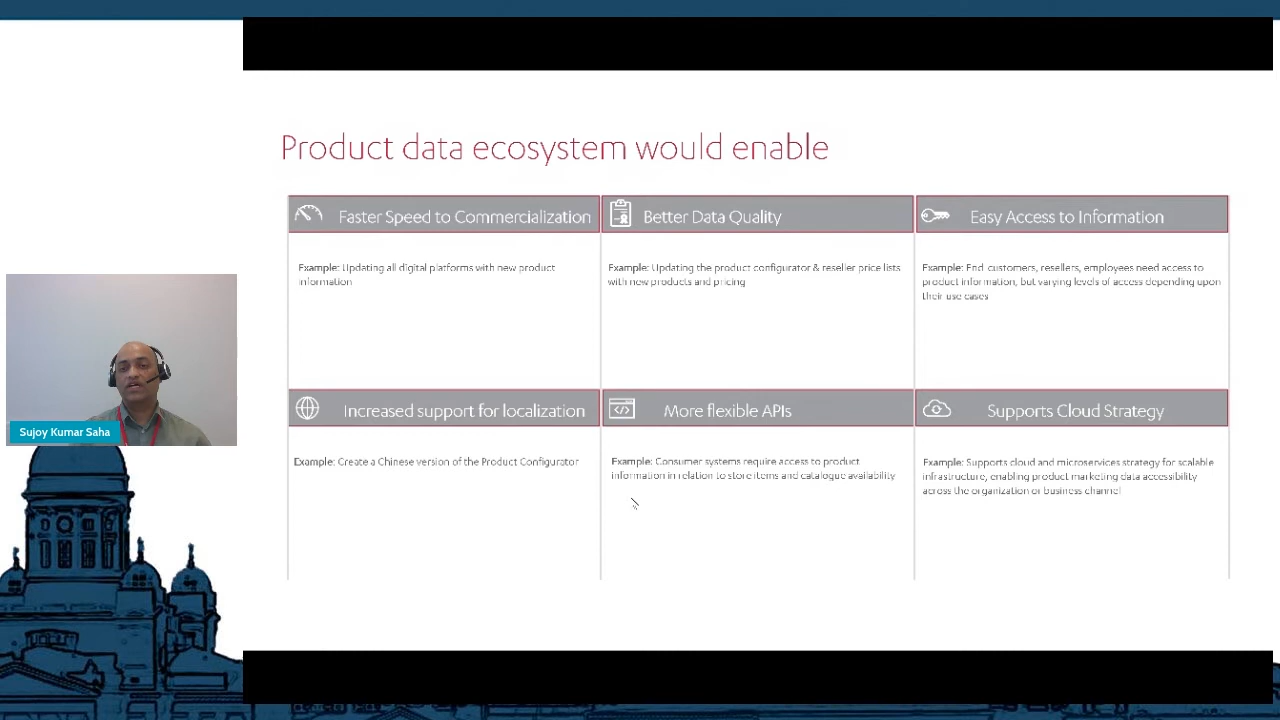 Product data ecosystem would enable
Faster Speed to Commercialization
Better Data Quality
Easy Access to Information
Example: Updating all digital platforms with new product
information
Example: Updating the product configurator & reseller price lists
with new products and pricing
Example: End customers, resellers, employees need access to
product information, but varying levels of access depending upon
their use cases
Increased support for localization
More flexible APIs
Supports Cloud Strategy
Example: Create a Chinese version of the Product Configurator
Example: Consumer systems require access to product
information in relation to store items and catalogue availability
Example: Supports cloud and microservices strategy for scalable
infrastructure, enabling product marketing data accessibility
across the organization or business channel
Sujoy Kumar Saha